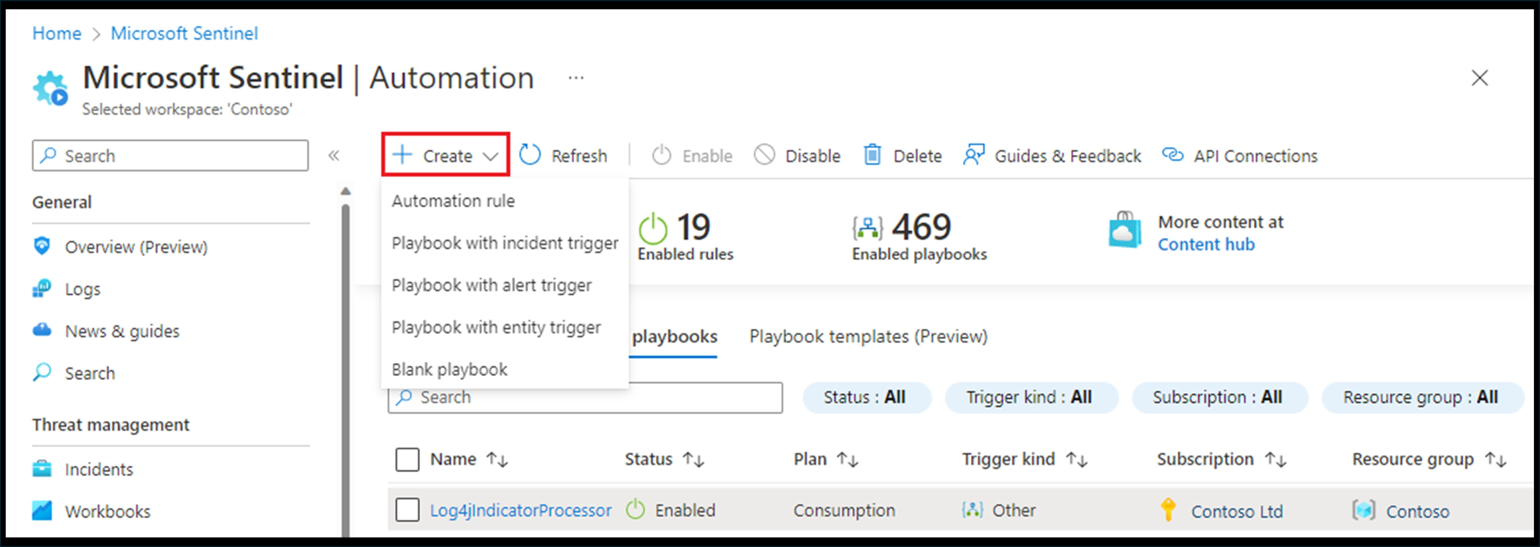 Home > Microsoft Sentinel
Microsoft Sentinel | Automation ...
Selected workspace: 'Contoso'
Search «
+ Create Refresh | Enable Disable Delete Guides & Feedback API Connections
General
Overview (Preview)
Logs
News & guides
Search
Threat management
Incidents
Workbooks
Automation rule
Playbook with incident trigger
Playbook with alert trigger
Playbook with entity trigger
Blank playbook
19
Enabled rules
469
Enabled playbooks
More content at
Content hub
playbooks Playbook templates (Preview)
Search Status : All Trigger kind : All Subscription : All Resource group : All
Name ↑↓ Status ↑↓ Plan ↑↓ Trigger kind ↑↓ Subscription ↑↓ Resource group ↑↓
Log4jIndicatorProcessor Enabled Consumption Other Contoso Ltd Contoso